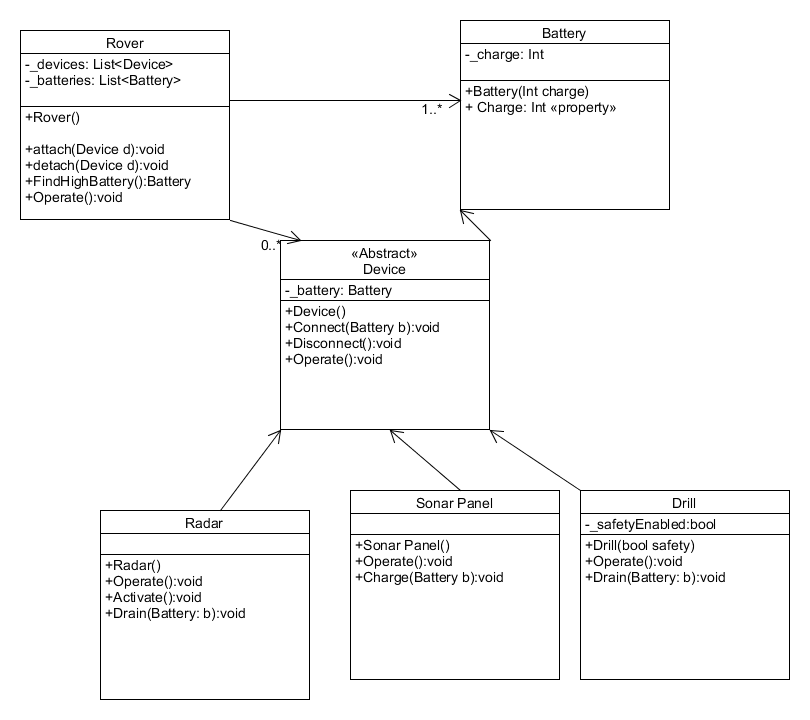 Rover
-_devices: List<Device>
-_batteries: List<Battery>
+Rover()
+attach(Device d):void
+detach(Device d):void
+FindHighBattery():Battery
+Operate():void
Battery
-_charge: Int
+Battery(Int charge)
+ Charge: Int «property»
1..*
0..*
«Abstract»
Device
-_battery: Battery
+Device()
+Connect(Battery b):void
+Disconnect():void
+Operate():void
Radar
+Radar()
+Operate():void
+Activate():void
+Drain(Battery: b):void
Sonar Panel
+Sonar Panel()
+Operate():void
+Charge(Battery b):void
Drill
-_safetyEnabled:bool
+Drill(bool safety)
+Operate():void
+Drain(Battery: b):void